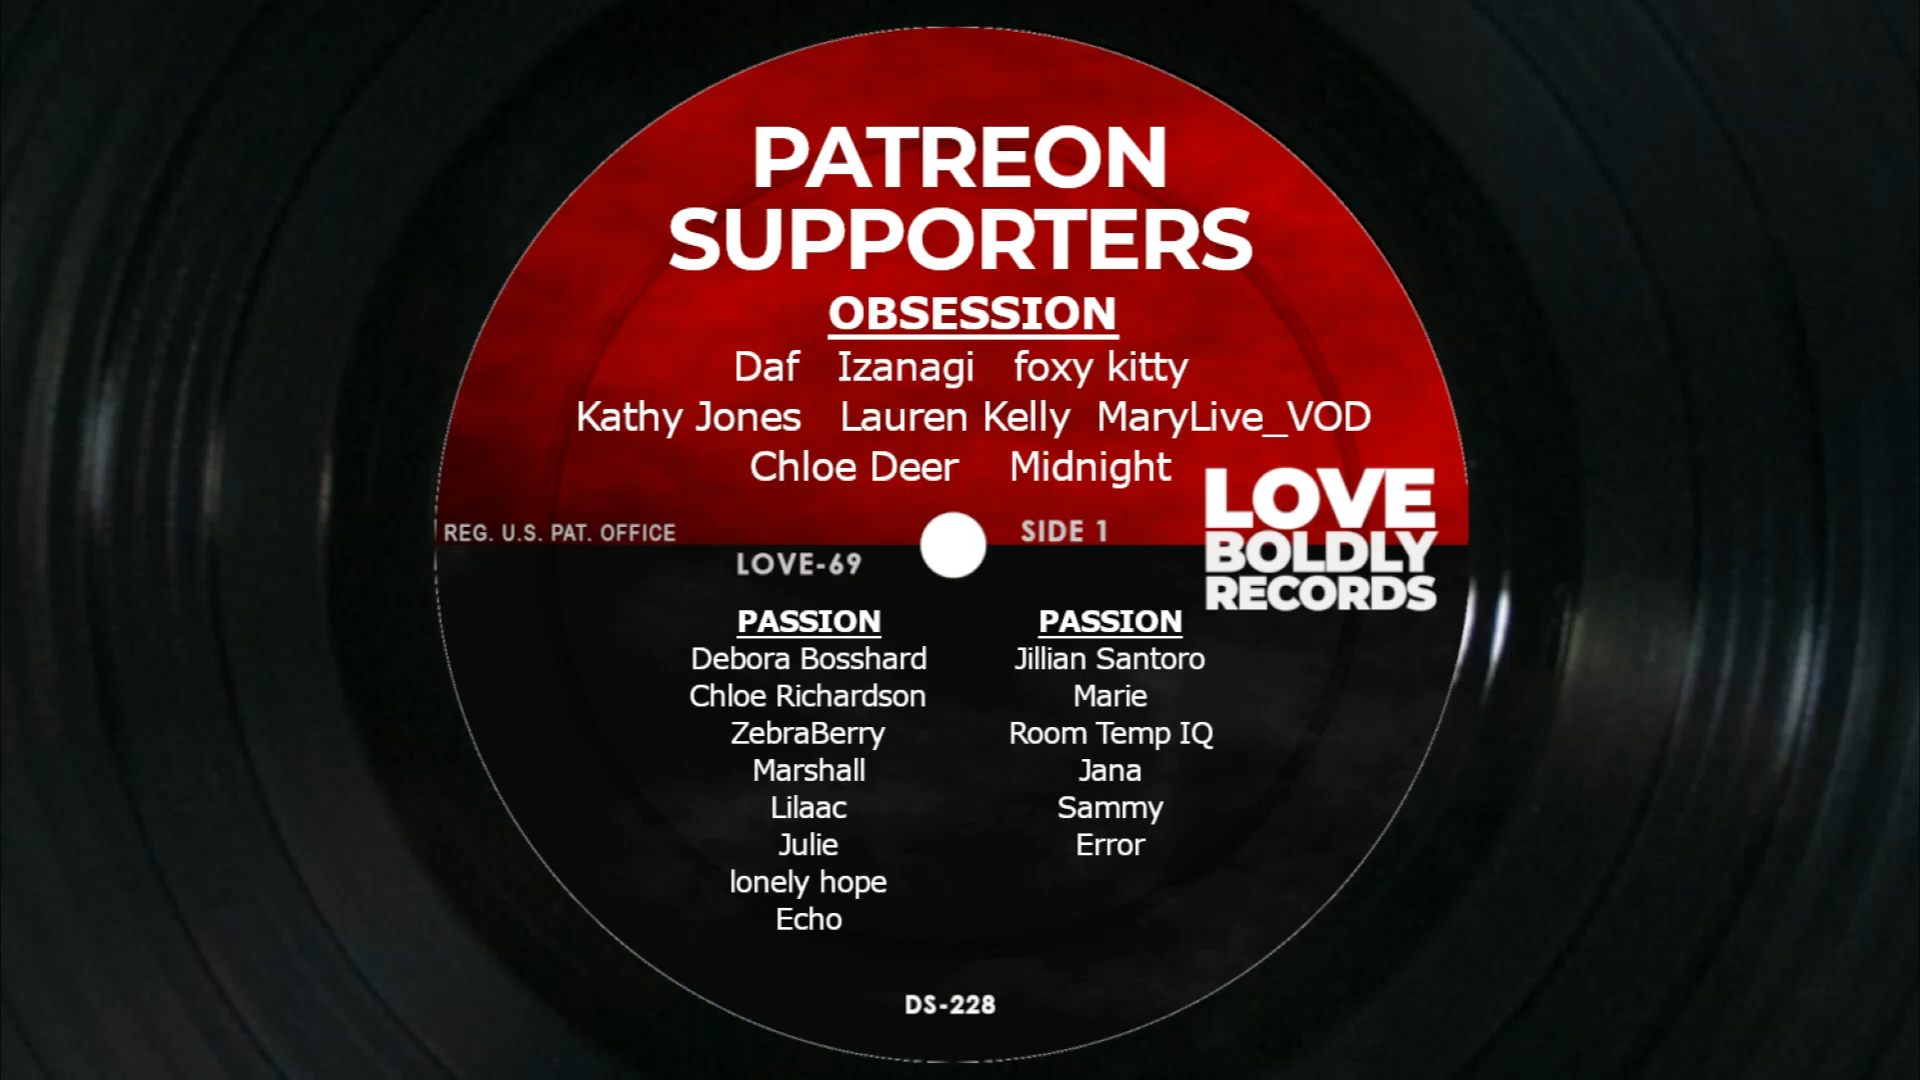 PATREON
SUPPORTERS
OBSESSION
Daf Izanagi foxy kitty
Kathy Jones Lauren Kelly MaryLive_VOD
Chloe Deer Midnight
LOVE
BOLDLY
RECORDS
REG. U.S. PAT. OFFICE
SIDE 1
LOVE-69
PASSION
Debora Bosshard
Chloe Richardson
ZebraBerry
Marshall
Lilaac
Julie
lonely hope
Echo
PASSION
Jillian Santoro
Marie
Room Temp IQ
Jana
Sammy
Error
DS-228